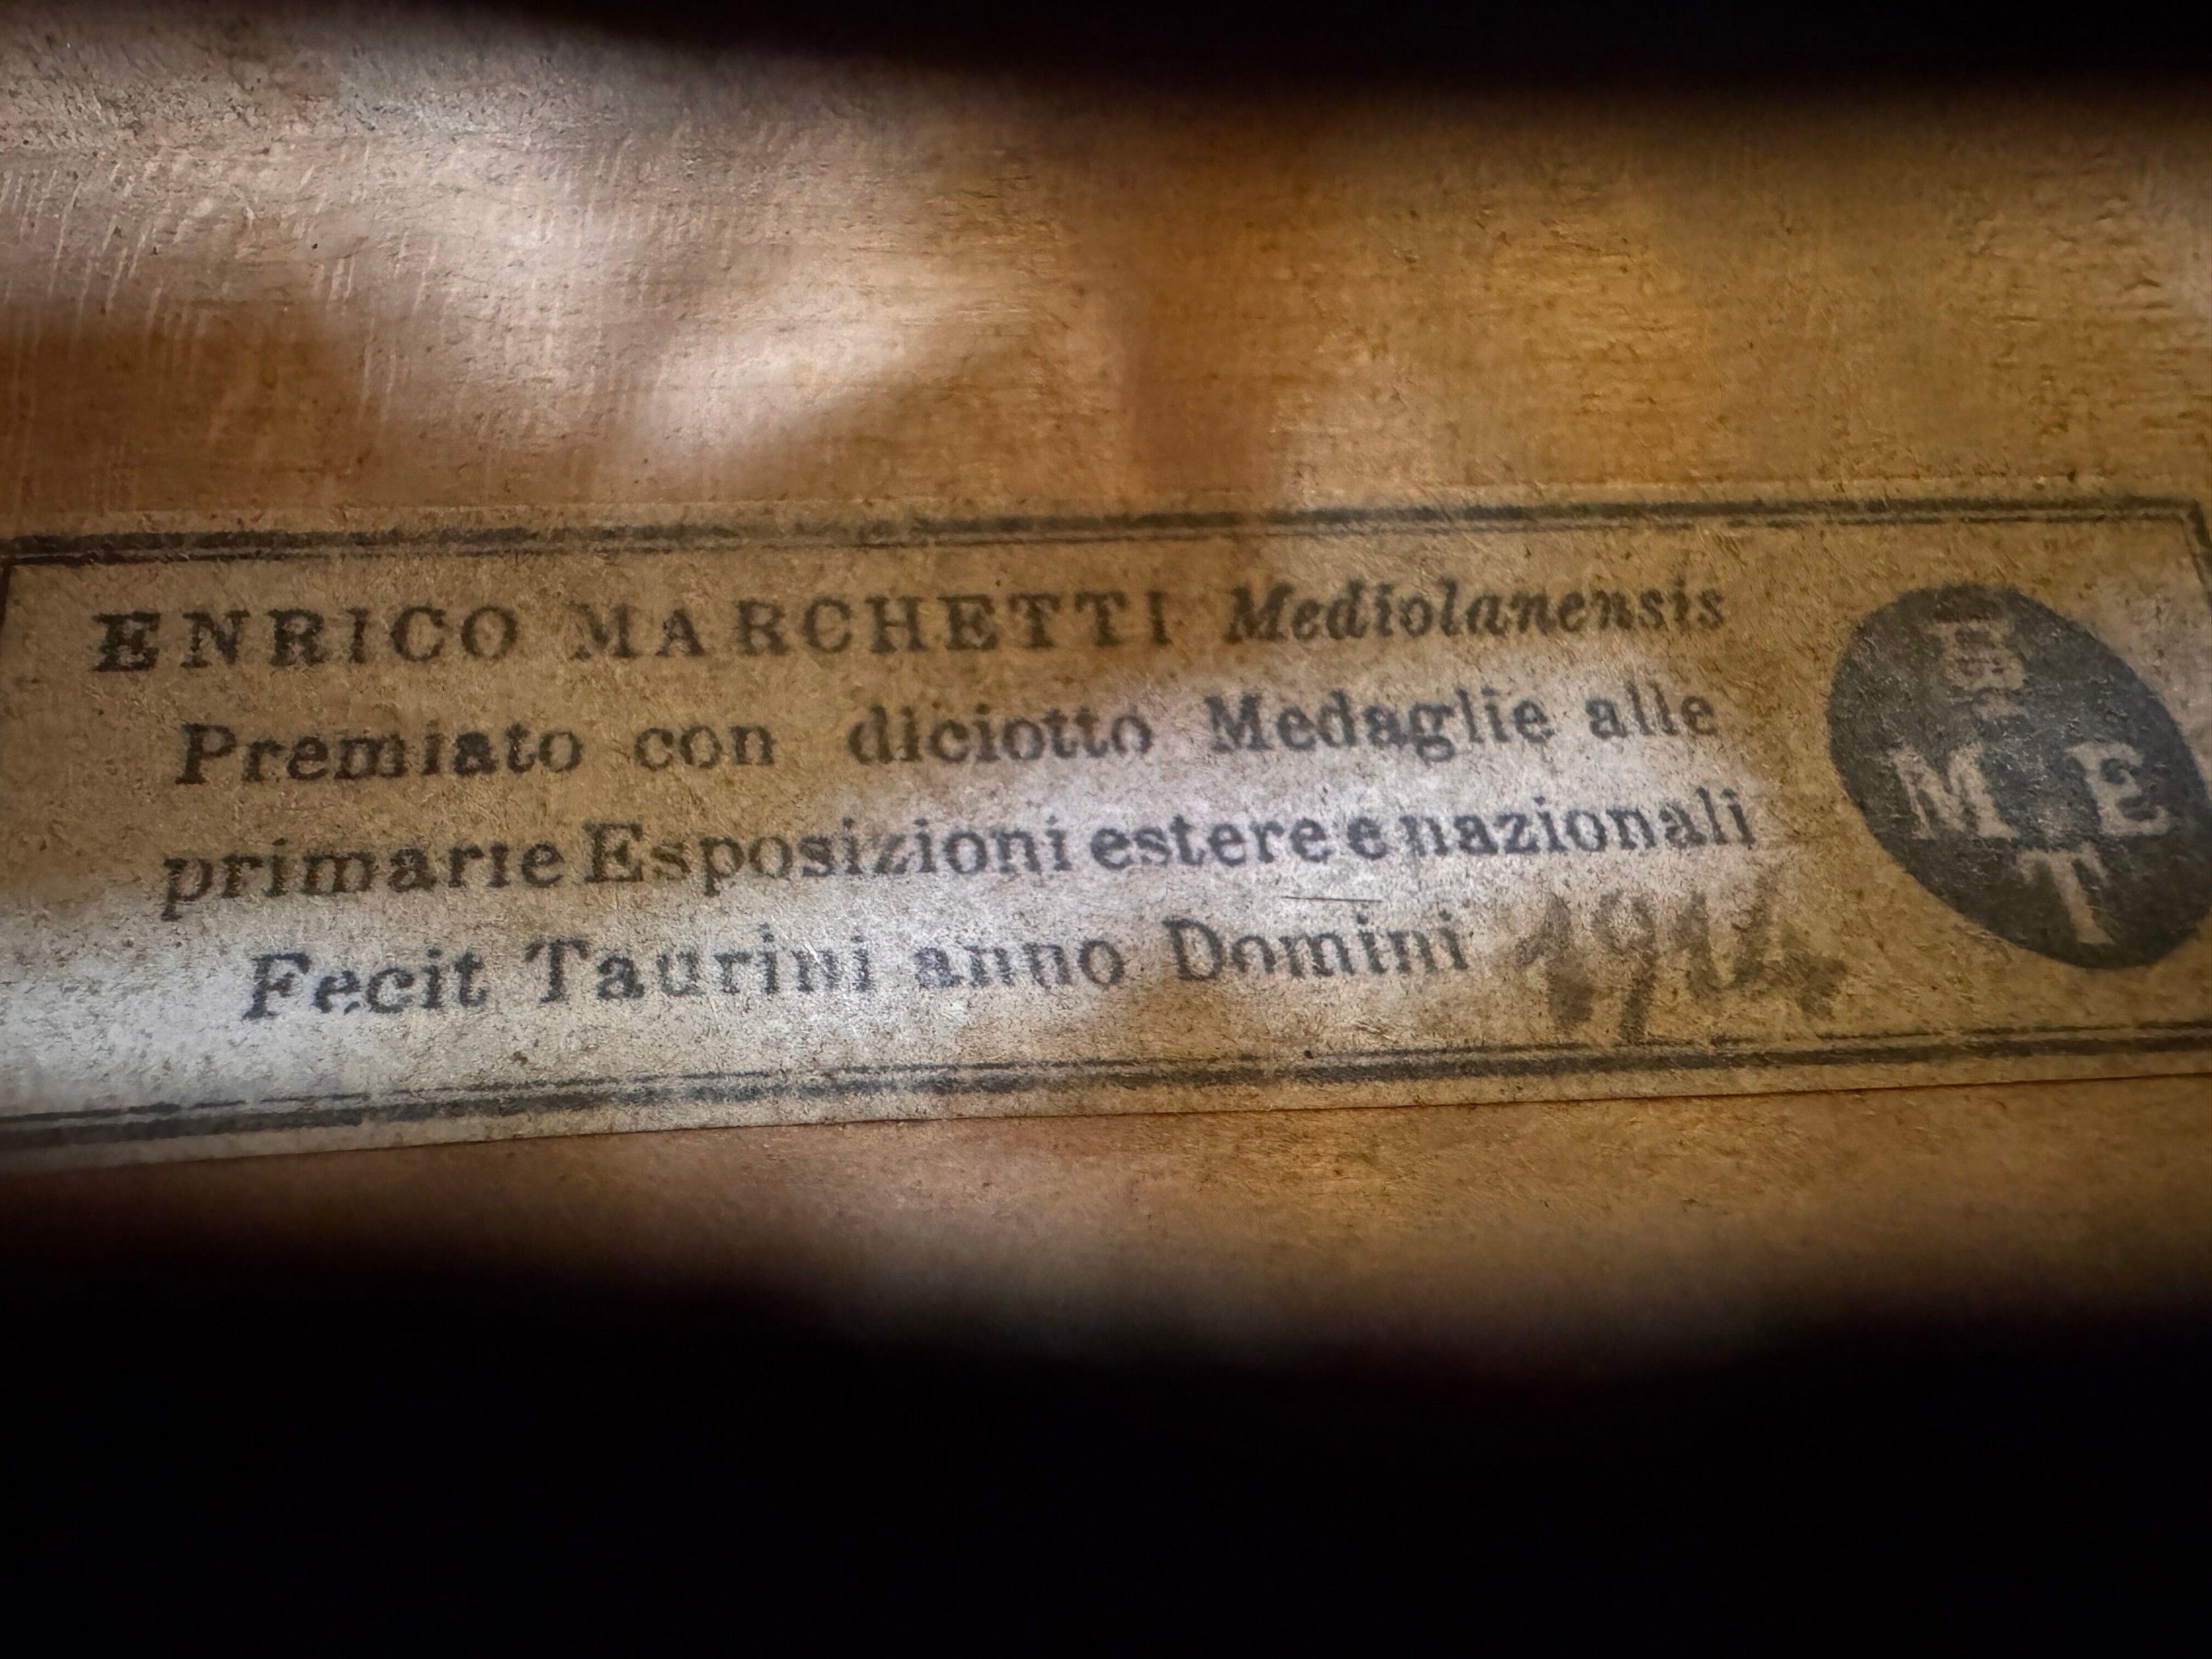 ENRICO MARCHETTI Mediolanensis
Premiato con diciotto Medaglie alle
primarie Esposizioni estere e nazionali
Fecit Taurini anno Domini 1914
M E
T